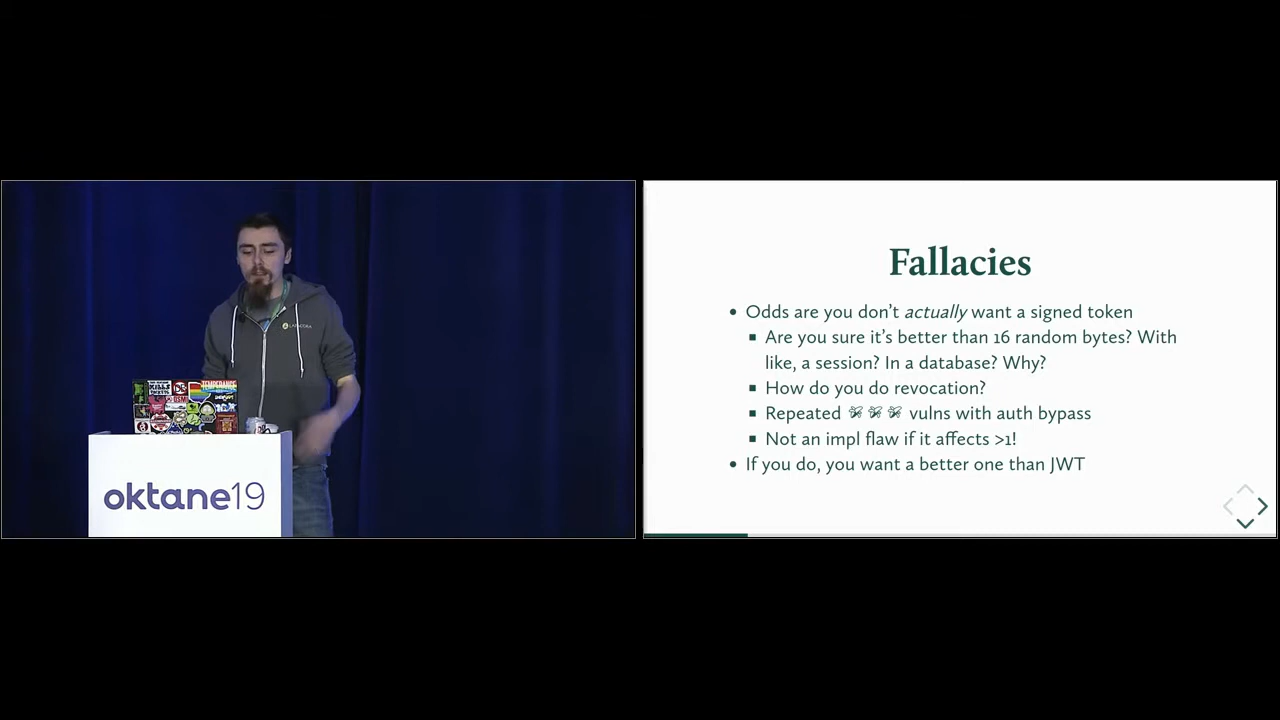 LATACORA
TEMPERANCE
oktane19
Fallacies
• Odds are you don't actually want a signed token
▪ Are you sure it's better than 16 random bytes? With
like, a session? In a database? Why?
▪ How do you do revocation?
▪ Repeated 🐝 🐝 🐝 vulns with auth bypass
▪ Not an impl flaw if it affects >1!
• If you do, you want a better one than JWT